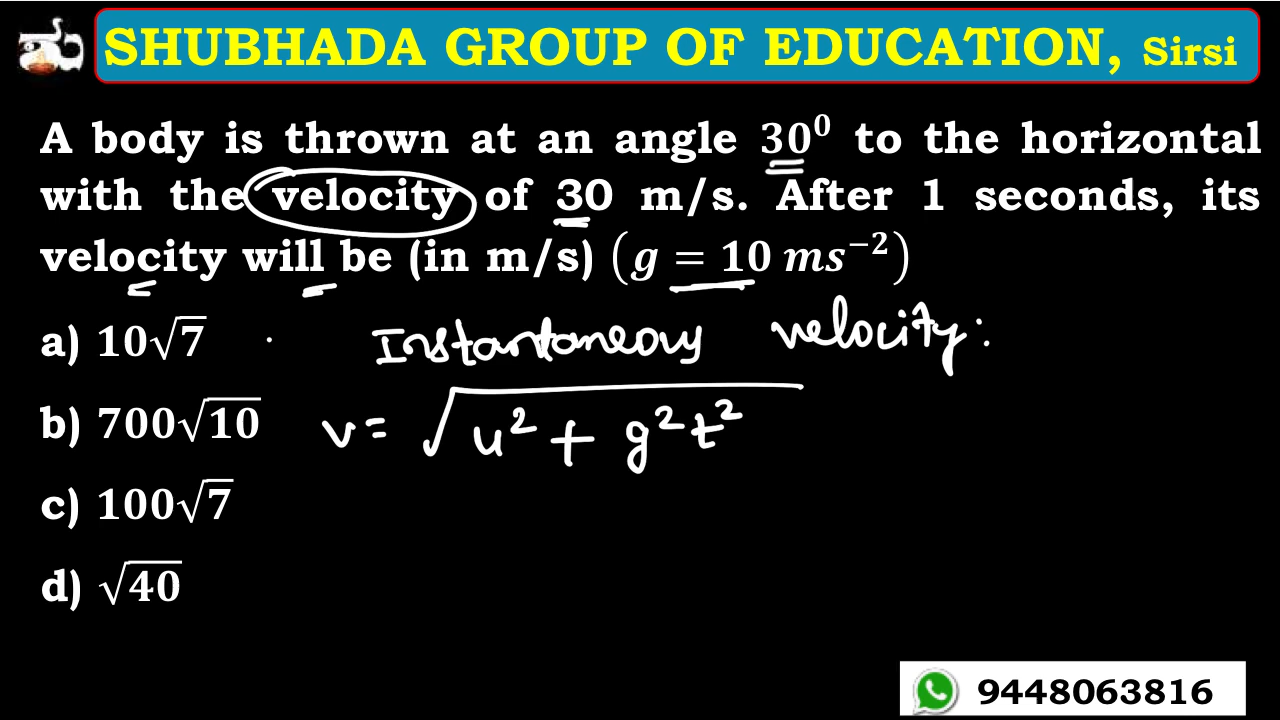 SHUBHADA GROUP OF EDUCATION, Sirsi
A body is thrown at an angle 30⁰ to the horizontal
with the velocity of 30 m/s. After 1 seconds, its
velocity will be (in m/s) (g = 10 ms⁻²)
a) 10√7
Instantaneous velocity:
b) 700√10
v = √(u² + g²t²
c) 100√7
d) √40
9448063816